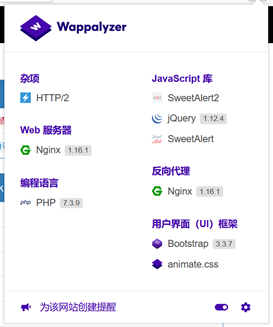 Wappalyzer
杂项
HTTP/2
Web 服务器
Nginx 1.16.1
编程语言
php PHP 7.3.9
JavaScript 库
SweetAlert2
jQuery 1.12.4
SweetAlert
反向代理
Nginx 1.16.1
用户界面（UI）框架
Bootstrap 3.3.7
animate.css
为该网站创建提醒